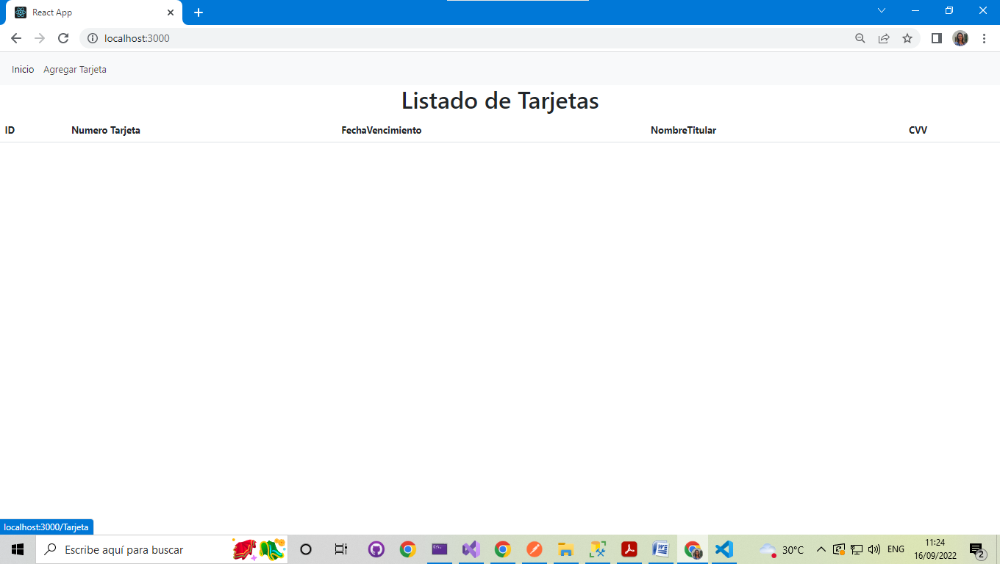 React App
localhost:3000
Inicio Agregar Tarjeta
Listado de Tarjetas
ID Numero Tarjeta FechaVencimiento NombreTitular CVV
localhost:3000/Tarjeta
Escribe aquí para buscar
30°C ENG
11:24
16/09/2022
2